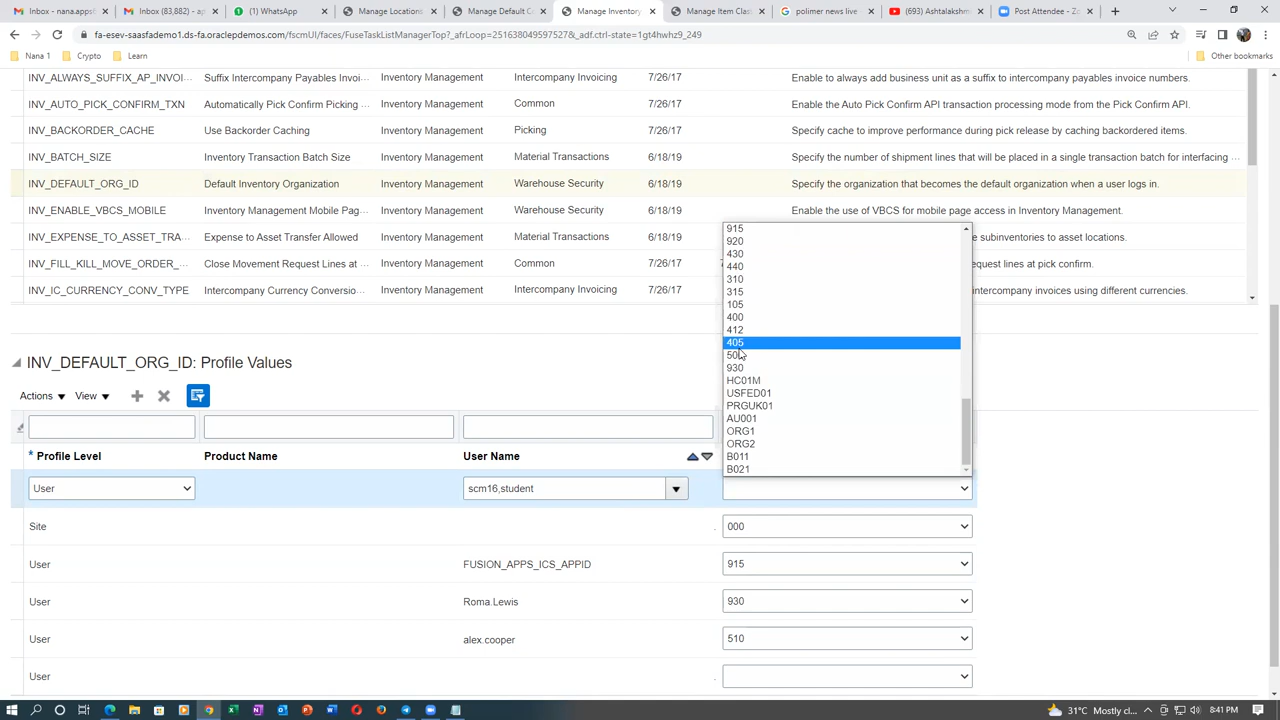 Inbox - nana.apps8
Inbox (83,882) - ap
(1) WhatsApp
Manage Locations
Manage Default Ca
Manage Inventory
Manage Item Class
polimer news live
(693) Ashtalakshm
Post Attendee - Zo
fa-esev-saasfademo1.ds-fa.oraclepdemos.com/fscmUI/faces/FuseTaskListManagerTop?_afrLoop=2516380495975278&_adf.ctrl-state=1gt4hwhz9_249
Nana 1
Crypto
Learn
Other bookmarks
INV_ALWAYS_SUFFIX_AP_INVOI... Suffix Intercompany Payables Invoi... Inventory Management Intercompany Invoicing 7/26/17 Enable to always add business unit as a suffix to intercompany payables invoice numbers.
INV_AUTO_PICK_CONFIRM_TXN Automatically Pick Confirm Picking ... Inventory Management Common 7/26/17 Enable the Auto Pick Confirm API transaction processing mode from the Pick Confirm API.
INV_BACKORDER_CACHE Use Backorder Caching Inventory Management Picking 7/26/17 Specify cache to improve performance during pick release by caching backordered items.
INV_BATCH_SIZE Inventory Transaction Batch Size Inventory Management Material Transactions 6/18/19 Specify the number of shipment lines that will be placed in a single transaction batch for interfacing ...
INV_DEFAULT_ORG_ID Default Inventory Organization Inventory Management Warehouse Security 6/18/19 Specify the organization that becomes the default organization when a user logs in.
INV_ENABLE_VBCS_MOBILE Inventory Management Mobile Pag... Inventory Management Warehouse Security 6/18/19 Enable the use of VBCS for mobile page access in Inventory Management.
INV_EXPENSE_TO_ASSET_TRA... Expense to Asset Transfer Allowed Inventory Management Material Transactions 6/18/19 e subinventories to asset locations.
INV_FILL_KILL_MOVE_ORDER_... Close Movement Request Lines at ... Inventory Management Common 7/26/17 quest lines at pick confirm.
INV_IC_CURRENCY_CONV_TYPE Intercompany Currency Conversio... Inventory Management Intercompany Invoicing 7/26/17 intercompany invoices using different currencies.
915
920
430
440
310
315
105
400
412
405
930
HC01M
USFED01
PRGUK01
AU001
ORG1
ORG2
B011
B021
INV_DEFAULT_ORG_ID: Profile Values
Actions View
* Profile Level Product Name User Name
User scm16,student
Site 000
User FUSION_APPS_ICS_APPID 915
User Roma.Lewis 930
User alex.cooper 510
User
31°C Mostly cl... 8:41 PM